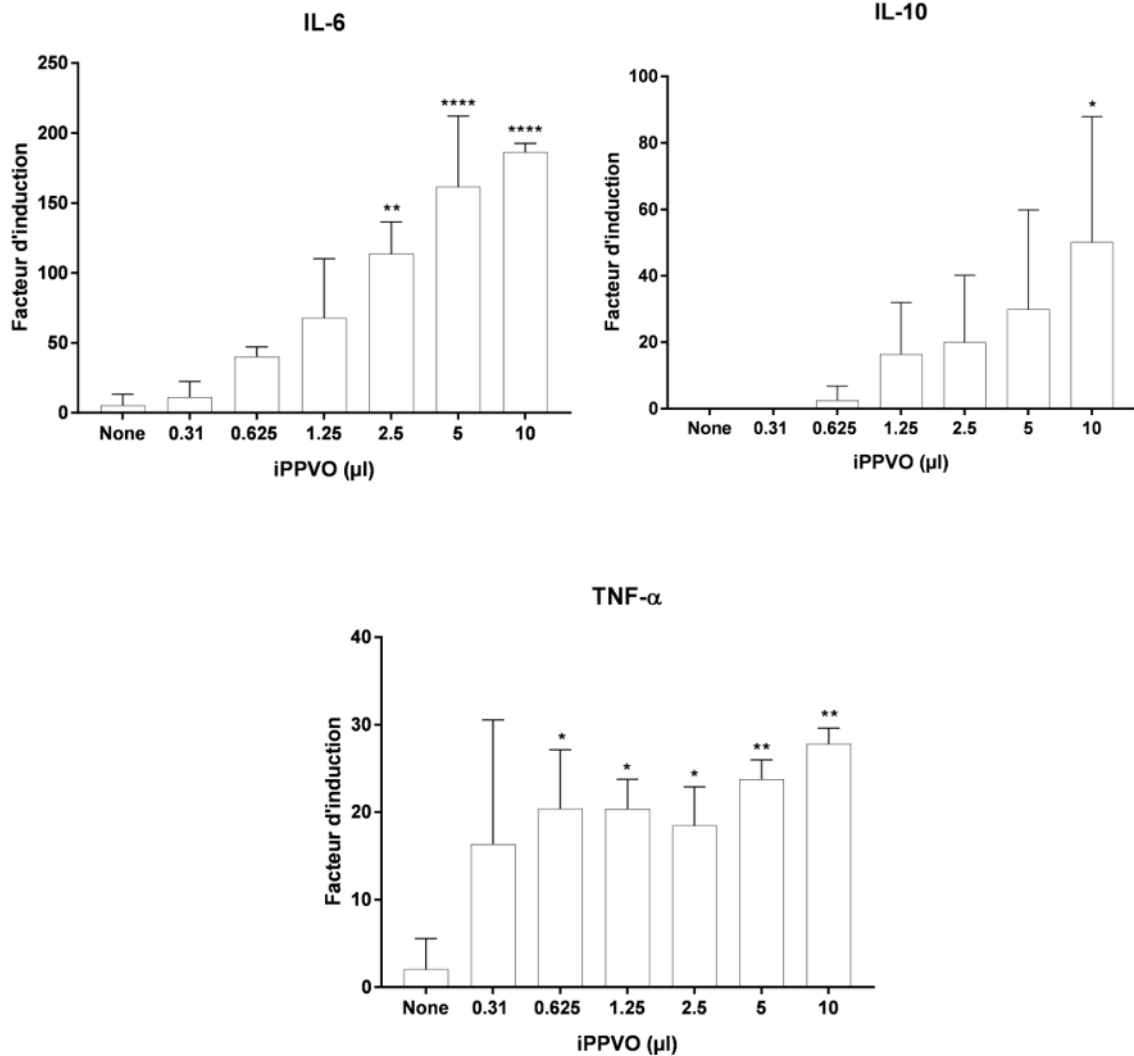 IL-6
Facteur d'induction
250
200
150
100
50
0
** **** ****
None 0.31 0.625 1.25 2.5 5 10
iPPVO (µl)
IL-10
Facteur d'induction
100
80
60
40
20
0
*
None 0.31 0.625 1.25 2.5 5 10
iPPVO (µl)
TNF-α
Facteur d'induction
40
30
20
10
0
* * * ** **
None 0.31 0.625 1.25 2.5 5 10
iPPVO (µl)